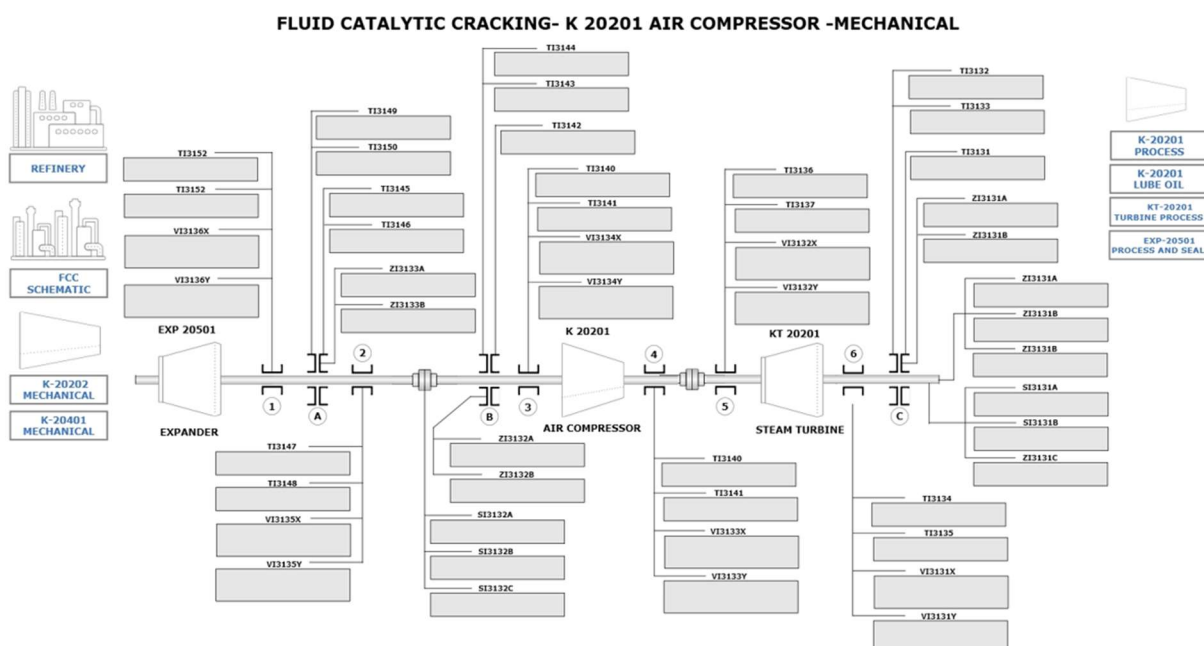 FLUID CATALYTIC CRACKING- K 20201 AIR COMPRESSOR -MECHANICAL
REFINERY
FCC
SCHEMATIC
K-20202
MECHANICAL
K-20401
MECHANICAL
TI3152
TI3152
VI3136X
VI3136Y
EXP 20501
EXPANDER
1
TI3149
TI3150
TI3145
TI3146
ZI3133A
ZI3133B
A
2
TI3147
TI3148
VI3135X
VI3135Y
TI3144
TI3143
TI3142
B
ZI3132A
ZI3132B
SI3132A
SI3132B
SI3132C
TI3140
TI3141
VI3134X
VI3134Y
K 20201
3
AIR COMPRESSOR
4
TI3140
TI3141
VI3133X
VI3133Y
TI3136
TI3137
VI3132X
VI3132Y
KT 20201
5
STEAM TURBINE
6
TI3134
TI3135
VI3131X
VI3131Y
TI3132
TI3133
TI3131
ZI3131A
ZI3131B
C
ZI3131A
ZI3131B
ZI3131B
SI3131A
SI3131B
ZI3131C
K-20201
PROCESS
K-20201
LUBE OIL
KT-20201
TURBINE PROCESS
EXP-20501
PROCESS AND SEAL